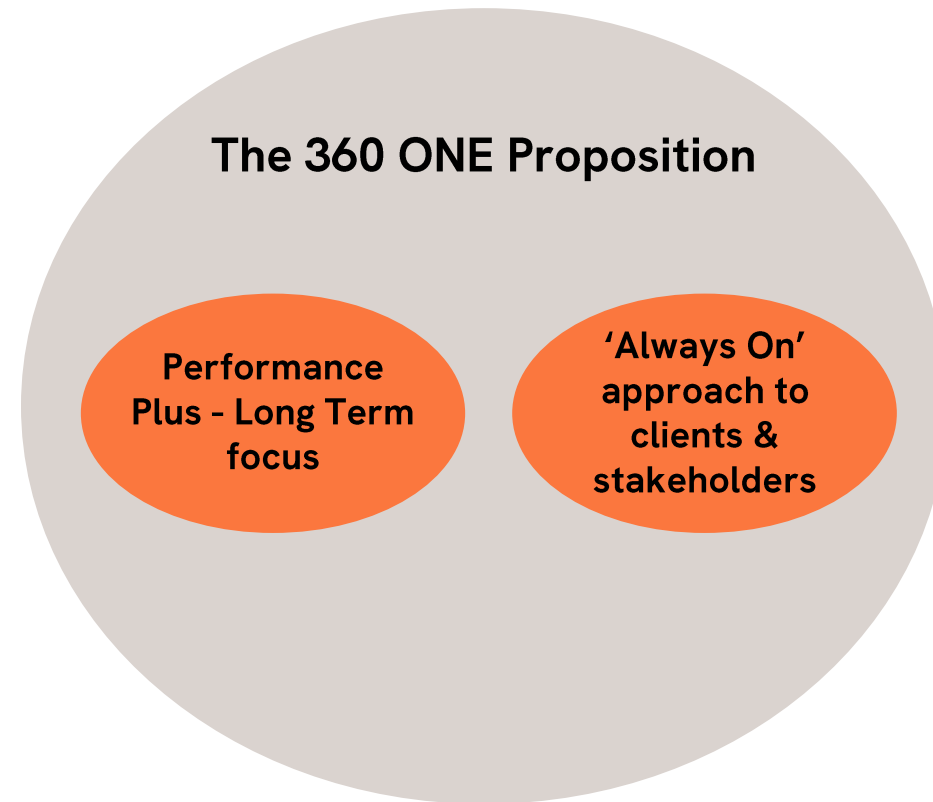 The 360 ONE Proposition
Performance
Plus - Long Term
focus
‘Always On’
approach to
clients &
stakeholders